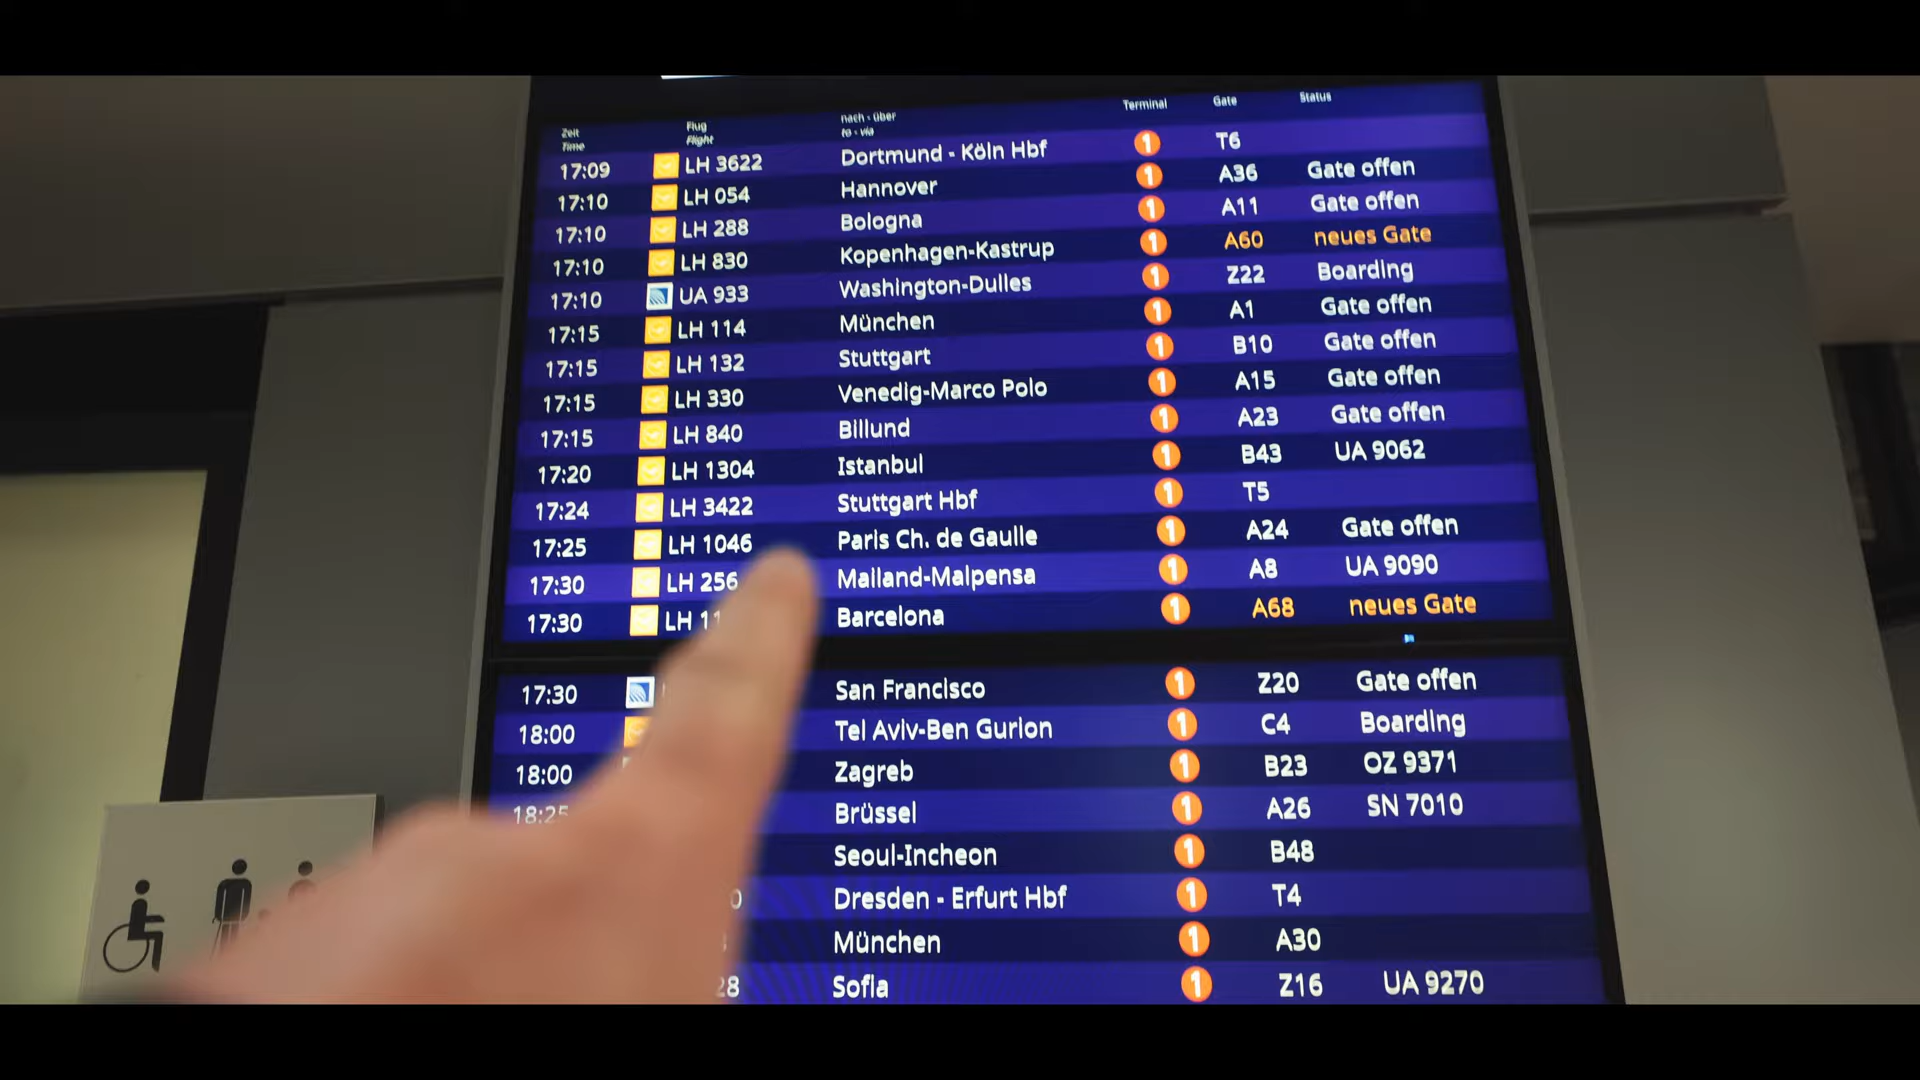 Zeit Flug nach - über Terminal Gate Status
Time Flight to - via
17:09 LH 3622 Dortmund - Köln Hbf 1 T6
17:10 LH 054 Hannover 1 A36 Gate offen
17:10 LH 288 Bologna 1 A11 Gate offen
17:10 LH 830 Kopenhagen-Kastrup 1 A60 neues Gate
17:10 UA 933 Washington-Dulles 1 Z22 Boarding
17:15 LH 114 München 1 A1 Gate offen
17:15 LH 132 Stuttgart 1 B10 Gate offen
17:15 LH 330 Venedig-Marco Polo 1 A15 Gate offen
17:15 LH 840 Billund 1 A23 Gate offen
17:20 LH 1304 Istanbul 1 B43 UA 9062
17:24 LH 3422 Stuttgart Hbf 1 T5
17:25 LH 1046 Paris Ch. de Gaulle 1 A24 Gate offen
17:30 LH 256 Mailand-Malpensa 1 A8 UA 9090
17:30 LH Barcelona 1 A68 neues Gate
17:30 San Francisco 1 Z20 Gate offen
18:00 Tel Aviv-Ben Gurion 1 C4 Boarding
18:00 Zagreb 1 B23 OZ 9371
18:25 Brüssel 1 A26 SN 7010
Seoul-Incheon 1 B48
Dresden - Erfurt Hbf 1 T4
München 1 A30
Sofia 1 Z16 UA 9270